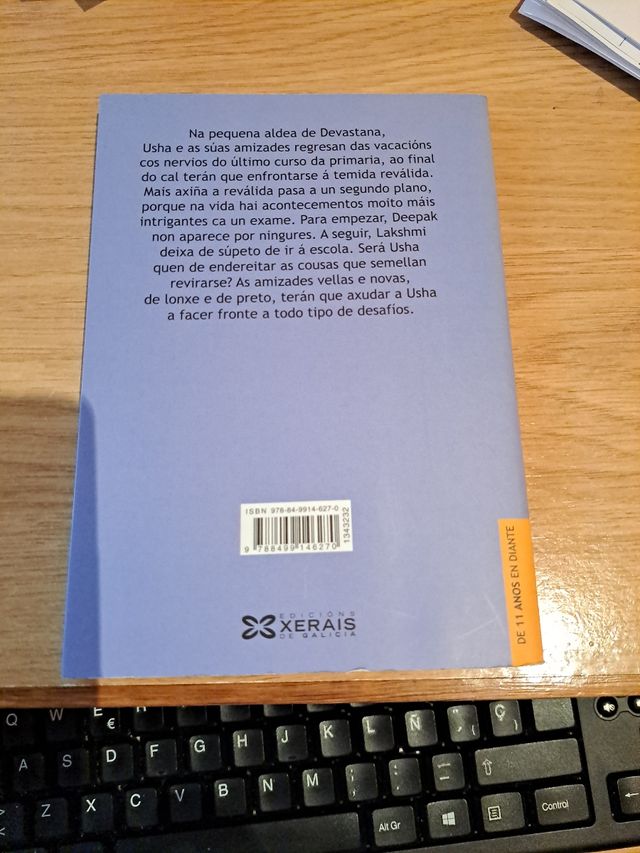 Na pequena aldea de Devastana,
Usha e as súas amizades regresan das vacacións
cos nervios do último curso da primaria, ao final
do cal terán que enfrontarse á temida reválida.
Mais axiña a reválida pasa a un segundo plano,
porque na vida hai acontecementos moito máis
intrigantes ca un exame. Para empezar, Deepak
non aparece por ningures. A seguir, Lakshmi
deixa de súpeto de ir á escola. Será Usha
quen de endereitar as cousas que semellan
revirarse? As amizades vellas e novas,
de lonxe e de preto, terán que axudar a Usha
a facer fronte a todo tipo de desafíos.
ISBN 978-84-9914-627-0
9 788499 146270
1343232
DE 11 ANOS EN DIANTE
EDICIÓNS
XERAIS
DE GALICIA
Q W E €
J K L Ñ Ç
A S D F G H
Z X C V B N M ; , : . _ -
Alt Gr
Control